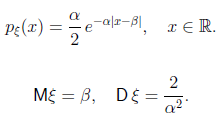 p_ξ(x) = α/2 e^{−α|x−β|}, x ∈ ℝ.
Mξ = β, Dξ = 2/α².